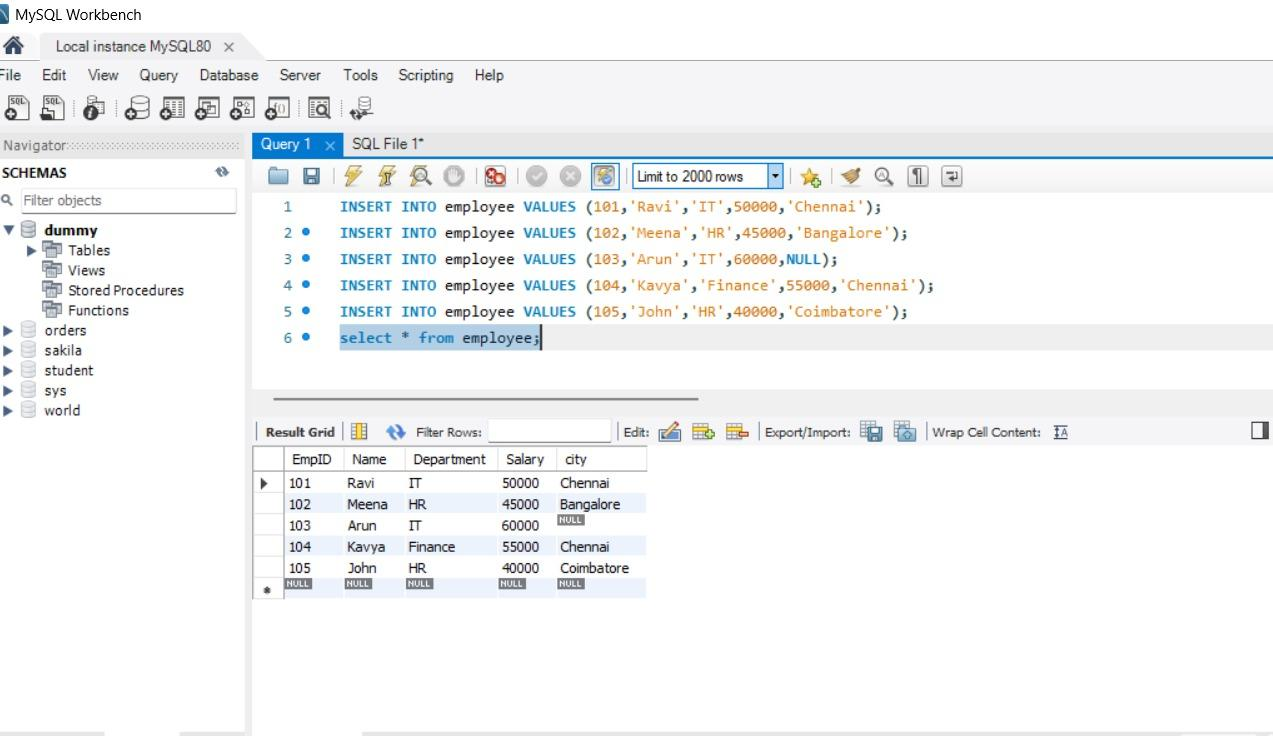 MySQL Workbench
Local instance MySQL80
File Edit View Query Database Server Tools Scripting Help
Navigator
SCHEMAS
Filter objects
dummy
Tables
Views
Stored Procedures
Functions
orders
sakila
student
sys
world
Query 1 SQL File 1*
Limit to 2000 rows
1 INSERT INTO employee VALUES (101,'Ravi','IT',50000,'Chennai');
2 INSERT INTO employee VALUES (102,'Meena','HR',45000,'Bangalore');
3 INSERT INTO employee VALUES (103,'Arun','IT',60000,NULL);
4 INSERT INTO employee VALUES (104,'Kavya','Finance',55000,'Chennai');
5 INSERT INTO employee VALUES (105,'John','HR',40000,'Coimbatore');
6 select * from employee;
Result Grid Filter Rows: Edit: Export/Import: Wrap Cell Content:
EmpID Name Department Salary city
101 Ravi IT 50000 Chennai
102 Meena HR 45000 Bangalore
103 Arun IT 60000 NULL
104 Kavya Finance 55000 Chennai
105 John HR 40000 Coimbatore
NULL NULL NULL NULL NULL